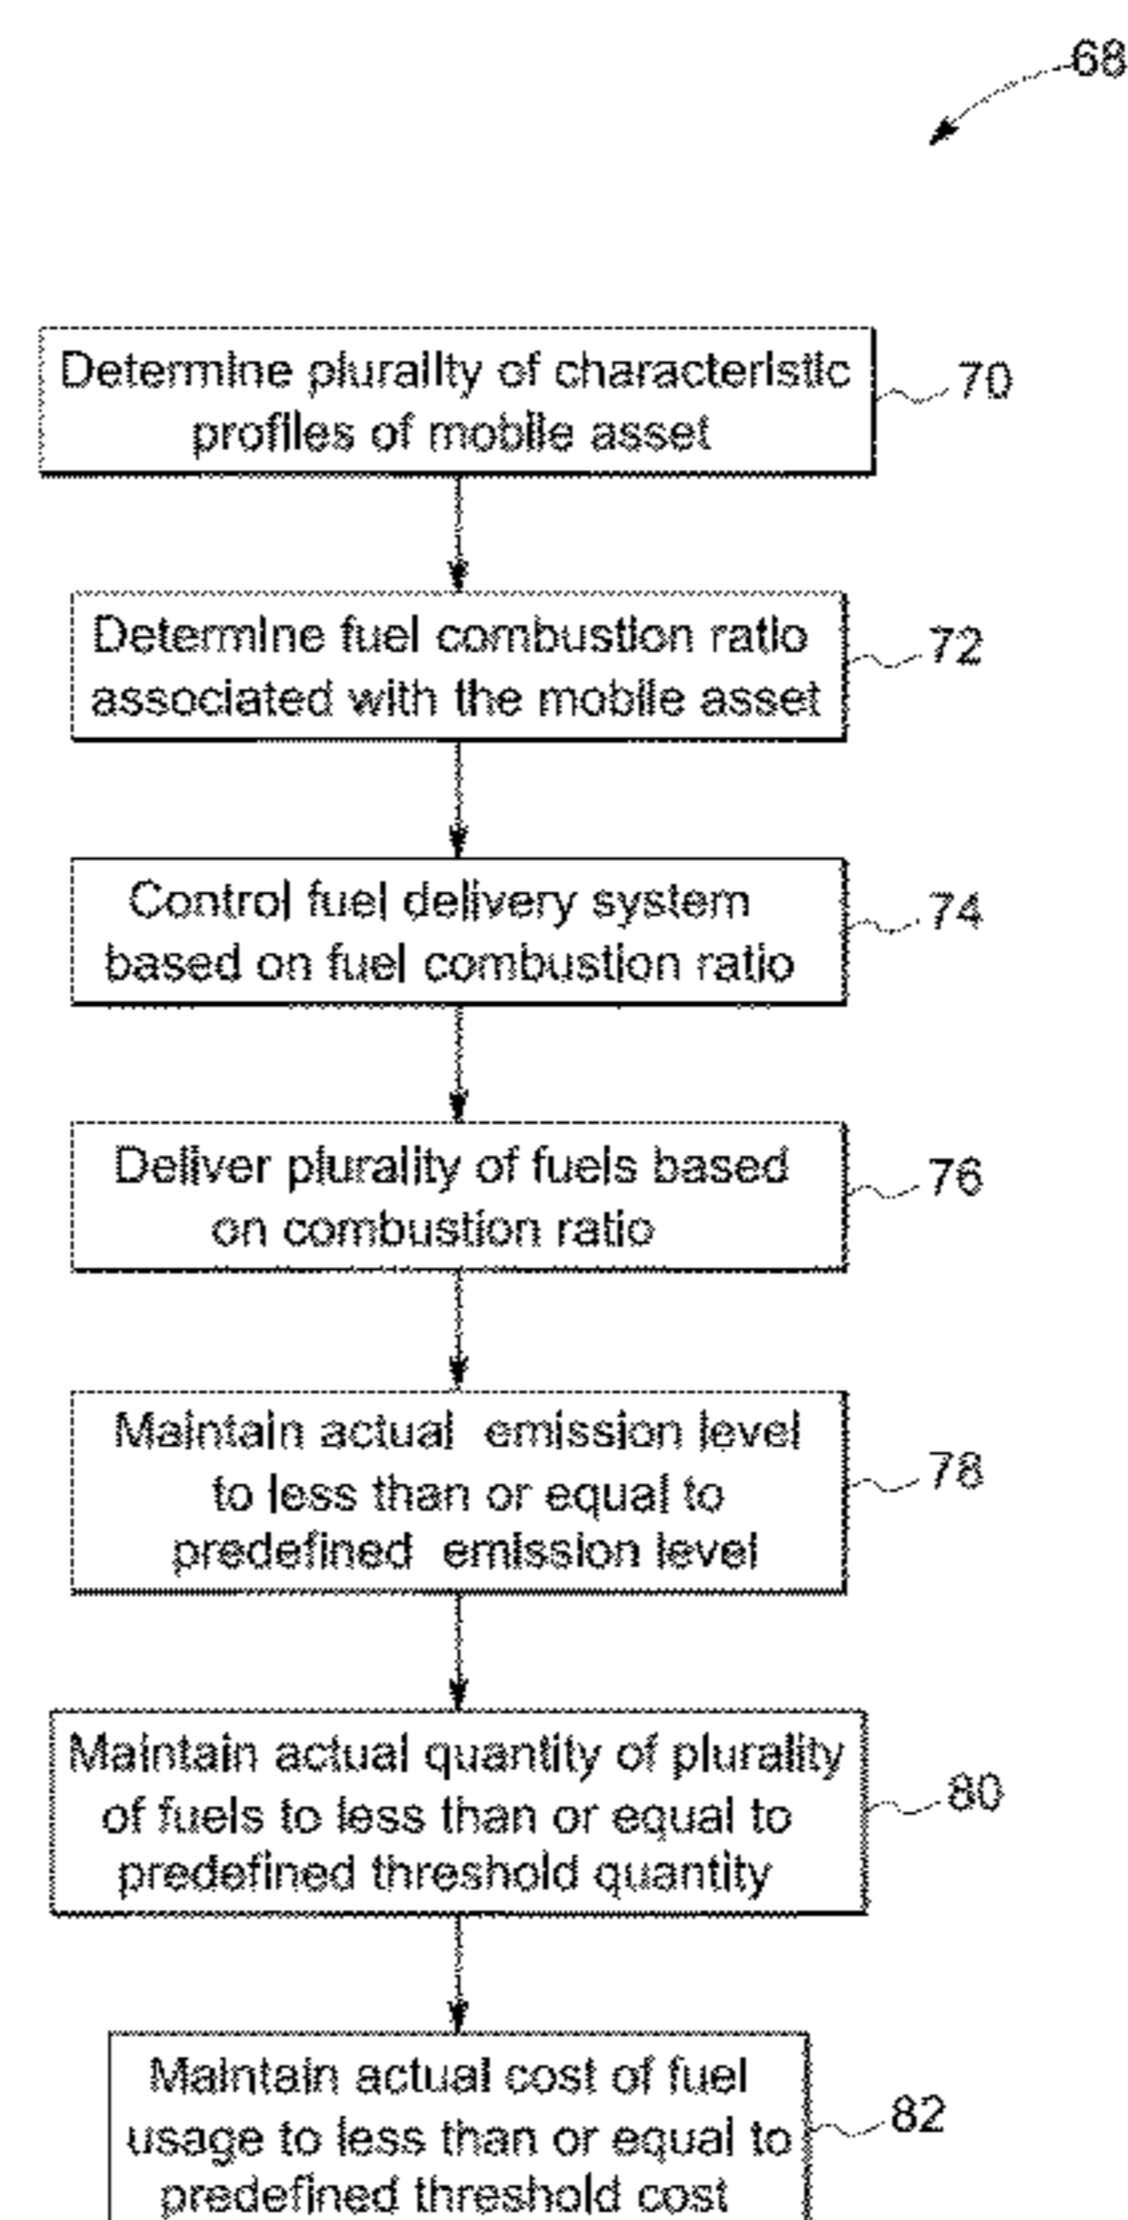 68
Determine plurality of characteristic
profiles of mobile asset
70
Determine fuel combustion ratio
associated with the mobile asset
72
Control fuel delivery system
based on fuel combustion ratio
74
Deliver plurality of fuels based
on combustion ratio
76
Maintain actual emission level
to less than or equal to
predefined emission level
78
Maintain actual quantity of plurality
of fuels to less than or equal to
predefined threshold quantity
80
Maintain actual cost of fuel
usage to less than or equal to
predefined threshold cost
82